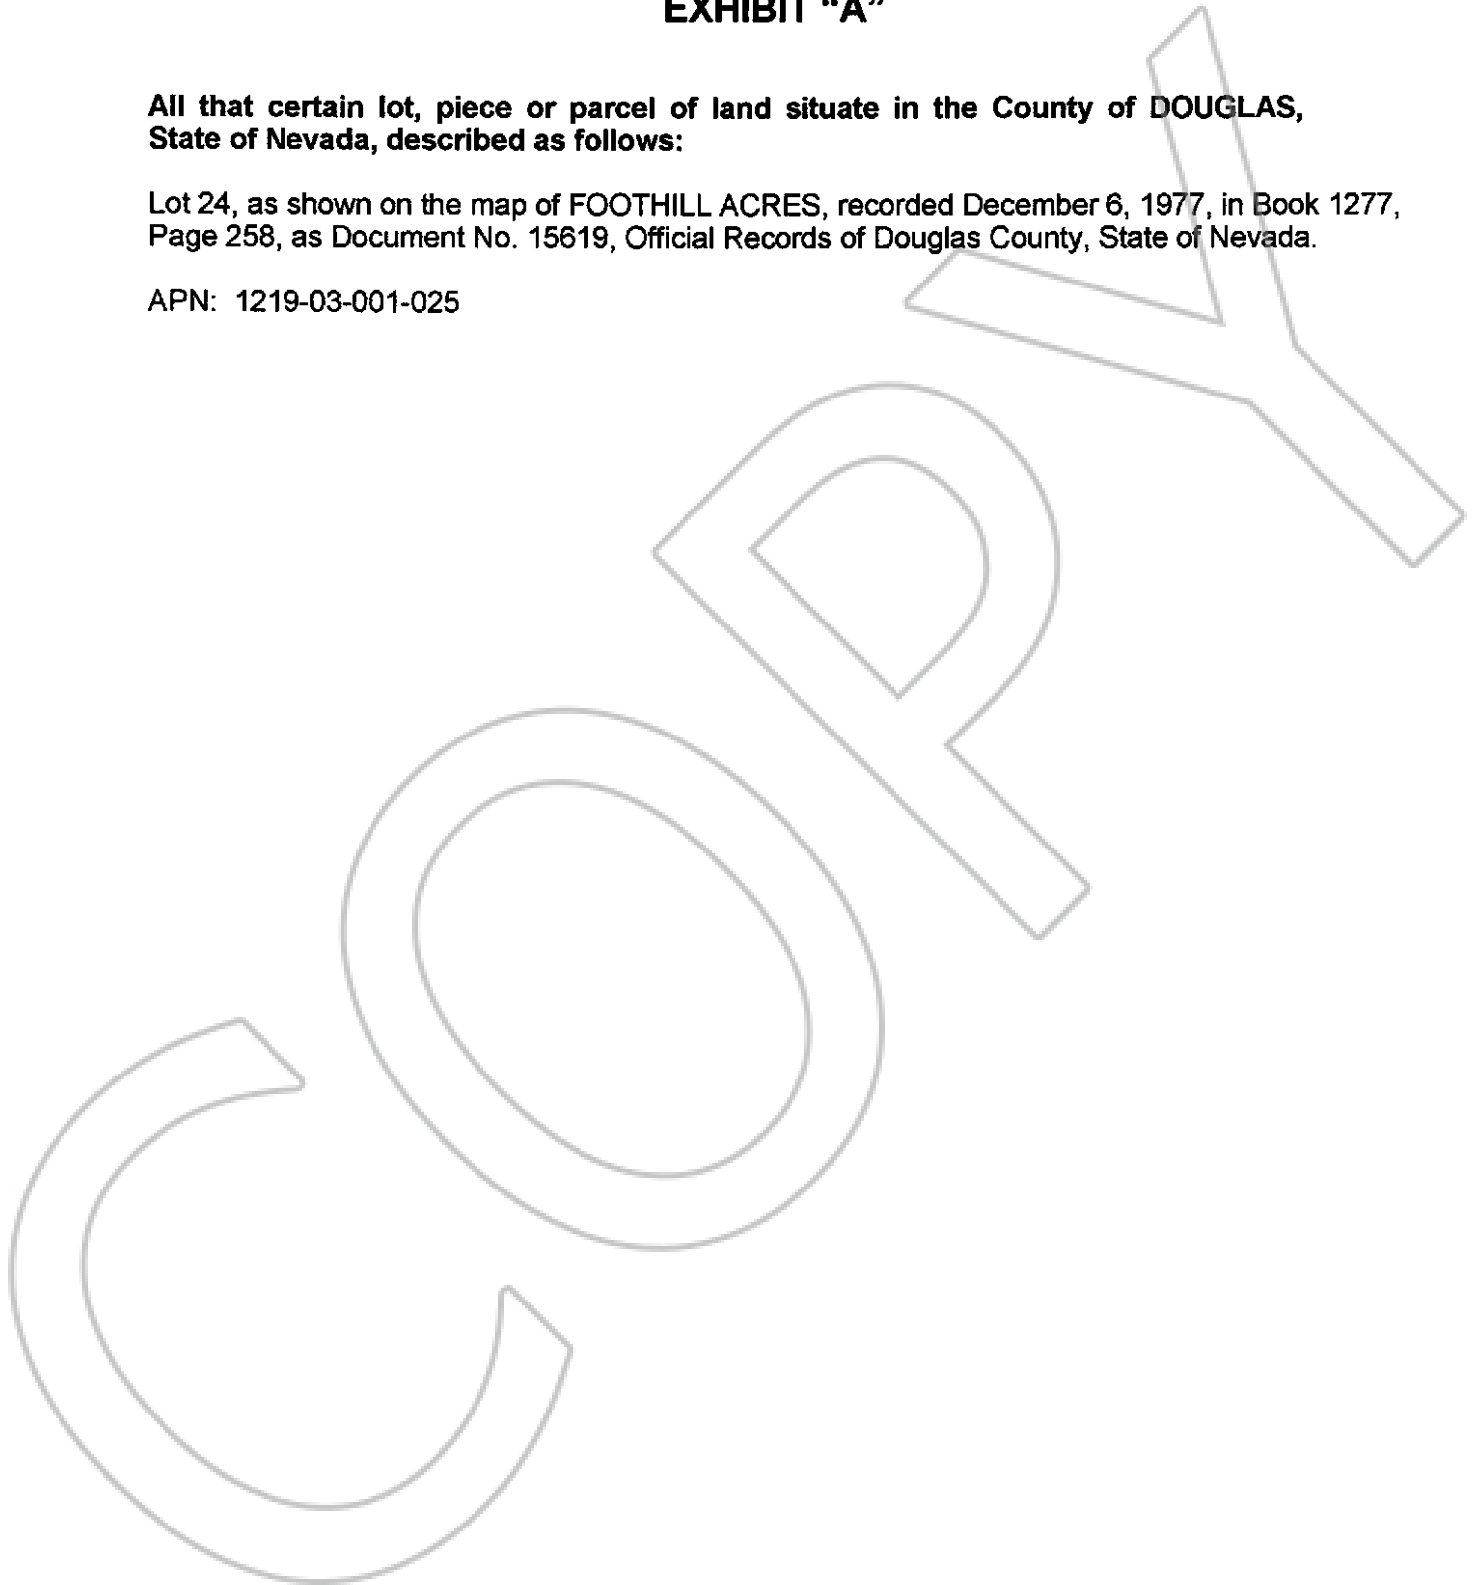 EXHIBIT “A”
All that certain lot, piece or parcel of land situate in the County of DOUGLAS,
State of Nevada, described as follows:
Lot 24, as shown on the map of FOOTHILL ACRES, recorded December 6, 1977, in Book 1277,
Page 258, as Document No. 15619, Official Records of Douglas County, State of Nevada.
APN: 1219-03-001-025
COPY